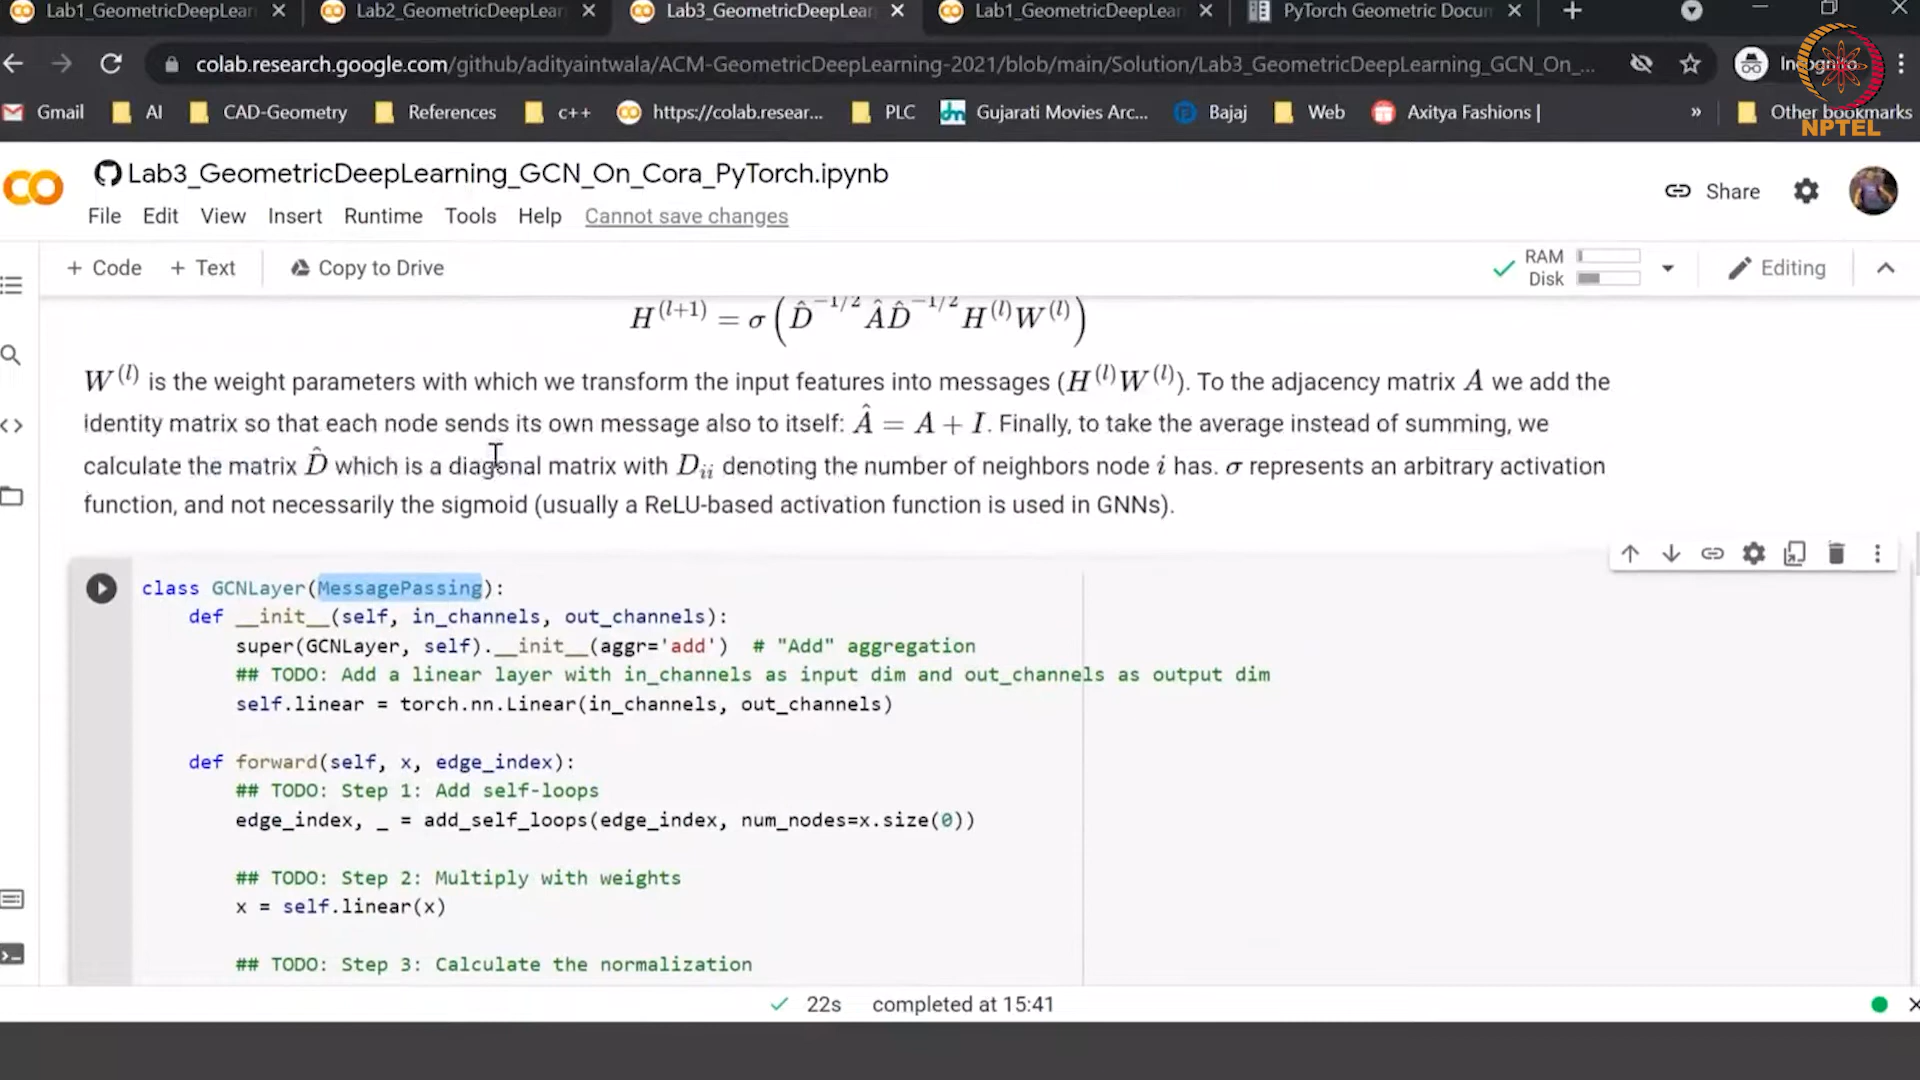 Lab1_GeometricDeepLearn
Lab2_GeometricDeepLearn
Lab3_GeometricDeepLearn
Lab1_GeometricDeepLearn
PyTorch Geometric Docum
colab.research.google.com/github/adityaintwala/ACM-GeometricDeepLearning-2021/blob/main/Solution/Lab3_GeometricDeepLearning_GCN_On_...
Incognito
Gmail AI CAD-Geometry References c++ https://colab.resear... PLC Gujarati Movies Arc... Bajaj Web Axitya Fashions | » Other bookmarks
NPTEL
Lab3_GeometricDeepLearning_GCN_On_Cora_PyTorch.ipynb
Share
File Edit View Insert Runtime Tools Help Cannot save changes
+ Code + Text Copy to Drive
RAM
Disk
Editing
H^(l+1) = σ(D̂^−1/2 ÂD̂^−1/2 H^(l)W^(l))
W^(l) is the weight parameters with which we transform the input features into messages (H^(l)W^(l)). To the adjacency matrix A we add the
identity matrix so that each node sends its own message also to itself: Â = A + I. Finally, to take the average instead of summing, we
calculate the matrix D̂ which is a diagonal matrix with D_ii denoting the number of neighbors node i has. σ represents an arbitrary activation
function, and not necessarily the sigmoid (usually a ReLU-based activation function is used in GNNs).
class GCNLayer(MessagePassing):
def __init__(self, in_channels, out_channels):
super(GCNLayer, self).__init__(aggr='add') # "Add" aggregation
## TODO: Add a linear layer with in_channels as input dim and out_channels as output dim
self.linear = torch.nn.Linear(in_channels, out_channels)
def forward(self, x, edge_index):
## TODO: Step 1: Add self-loops
edge_index, _ = add_self_loops(edge_index, num_nodes=x.size(0))
## TODO: Step 2: Multiply with weights
x = self.linear(x)
## TODO: Step 3: Calculate the normalization
22s completed at 15:41